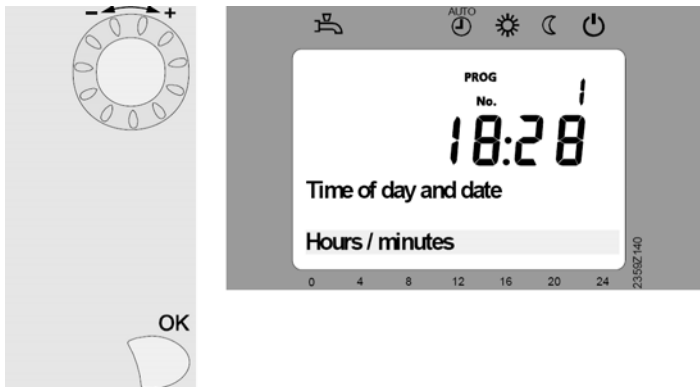 - +
AUTO
PROG
No. 1
18:28
Time of day and date
Hours / minutes
0 4 8 12 16 20 24
2359Z140
OK